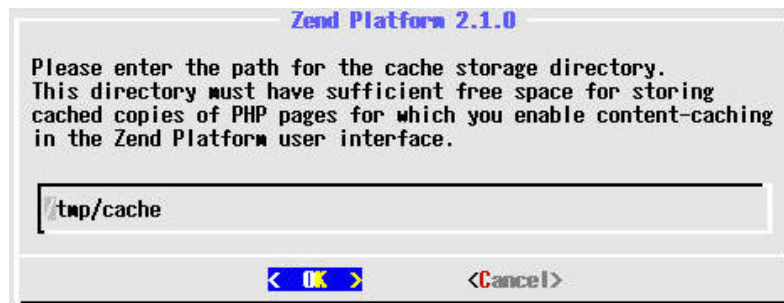 Zend Platform 2.1.0
Please enter the path for the cache storage directory.
This directory must have sufficient free space for storing
cached copies of PHP pages for which you enable content-caching
in the Zend Platform user interface.
/tmp/cache
< OK > <Cancel>